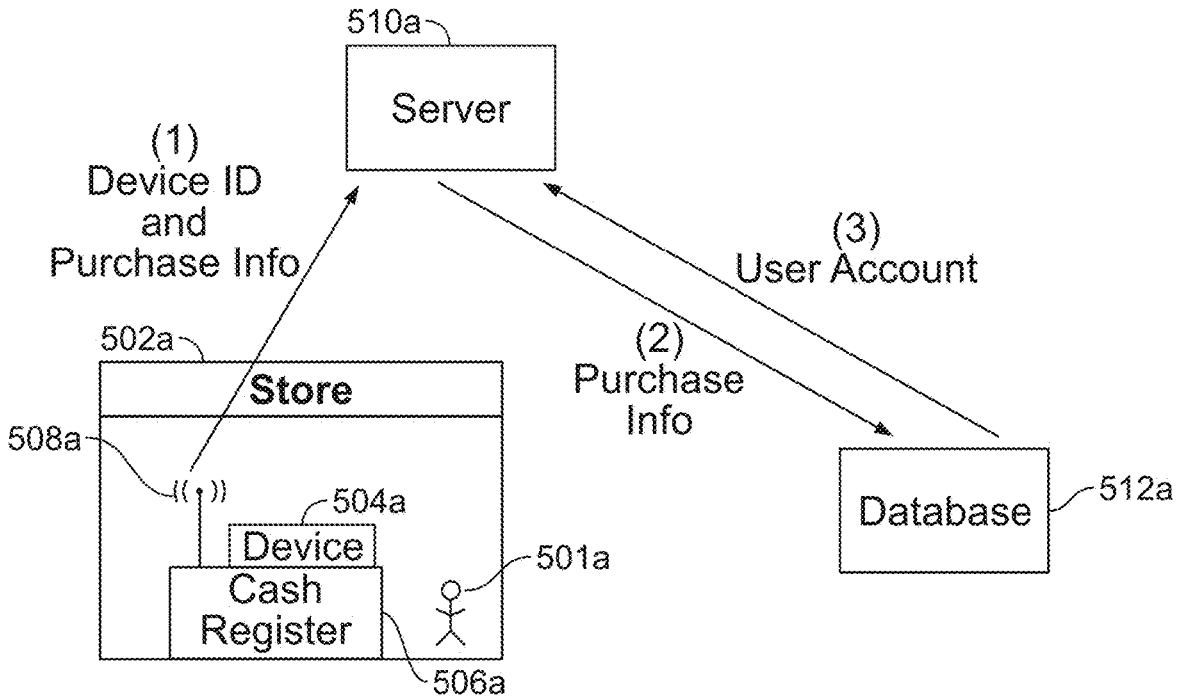 510a
Server
(1)
Device ID
and
Purchase Info
(3)
User Account
(2)
Purchase
Info
502a
Store
508a
((•))
504a
Device
Cash
Register
501a
506a
Database
512a